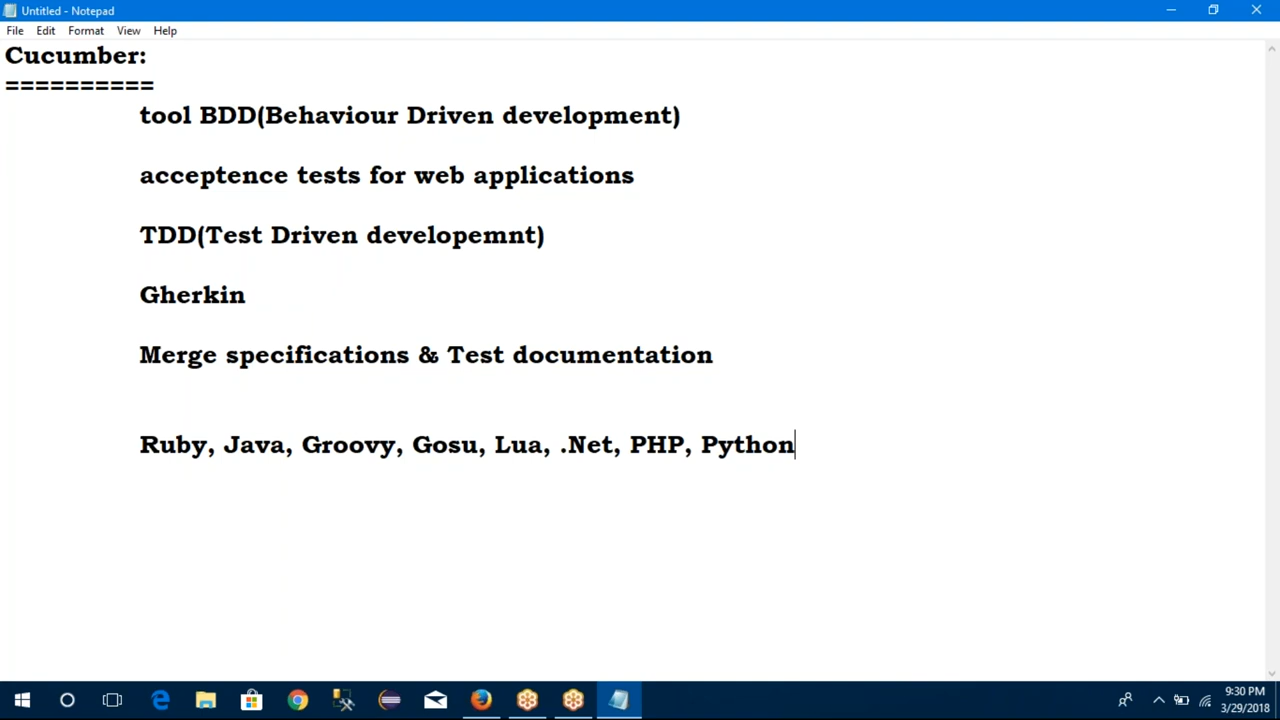 Untitled - Notepad
File Edit Format View Help
Cucumber:
==========
tool BDD(Behaviour Driven development)
acceptence tests for web applications
TDD(Test Driven developemnt)
Gherkin
Merge specifications & Test documentation
Ruby, Java, Groovy, Gosu, Lua, .Net, PHP, Python
9:30 PM
3/29/2018